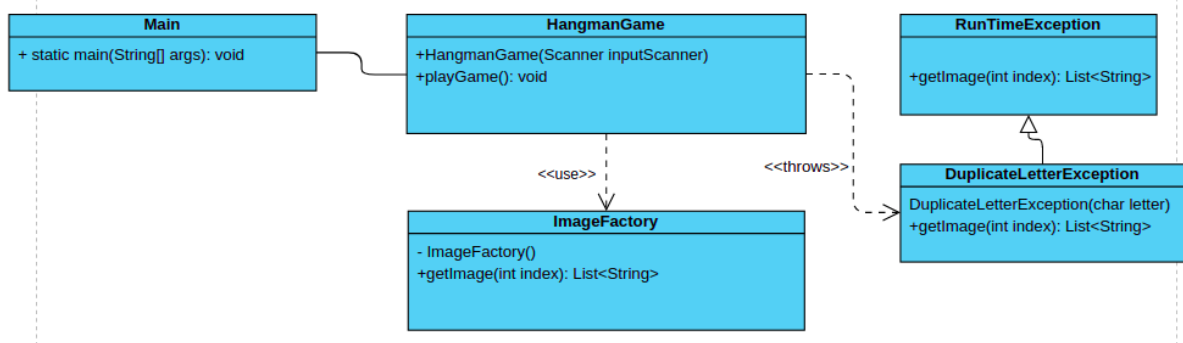 Main
+ static main(String[] args): void
HangmanGame
+HangmanGame(Scanner inputScanner)
+playGame(): void
RunTimeException
+getImage(int index): List<String>
<<use>>
<<throws>>
DuplicateLetterException
DuplicateLetterException(char letter)
+getImage(int index): List<String>
ImageFactory
- ImageFactory()
+getImage(int index): List<String>